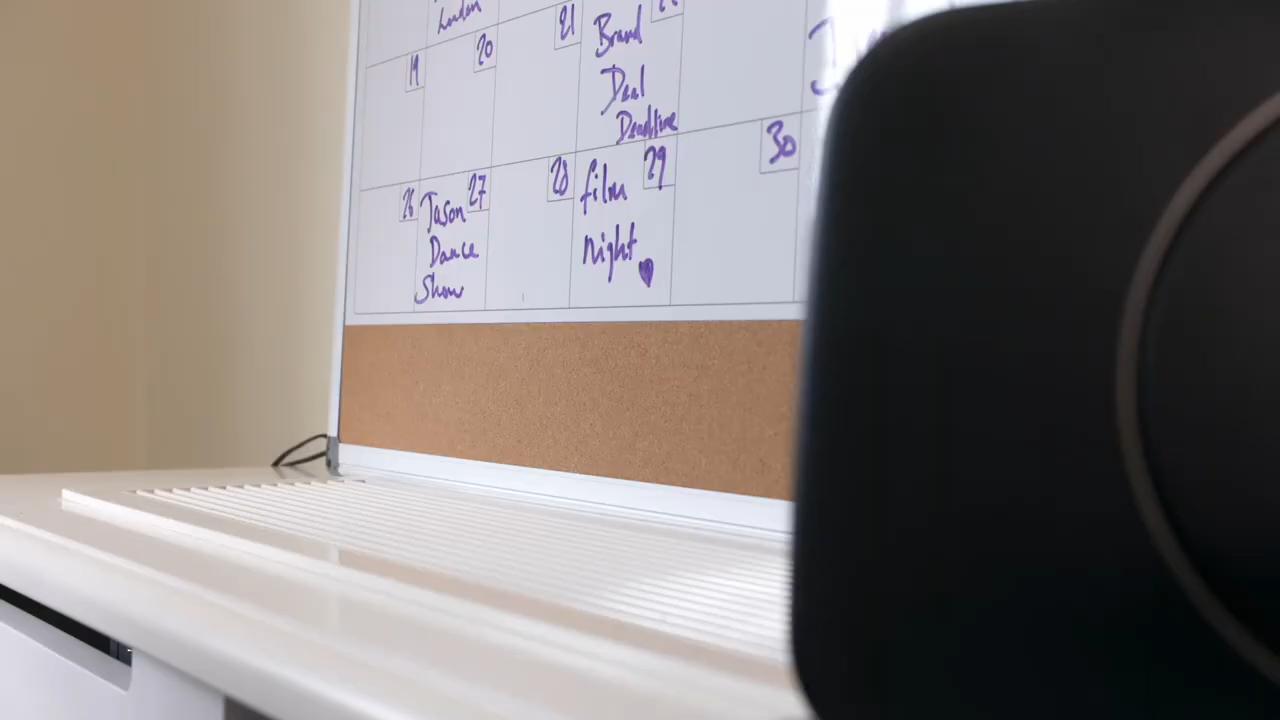 London
19
20
21
Brand
Deal
Deadline
26
27
Jason
Dance
Show
28
29
film
night
30